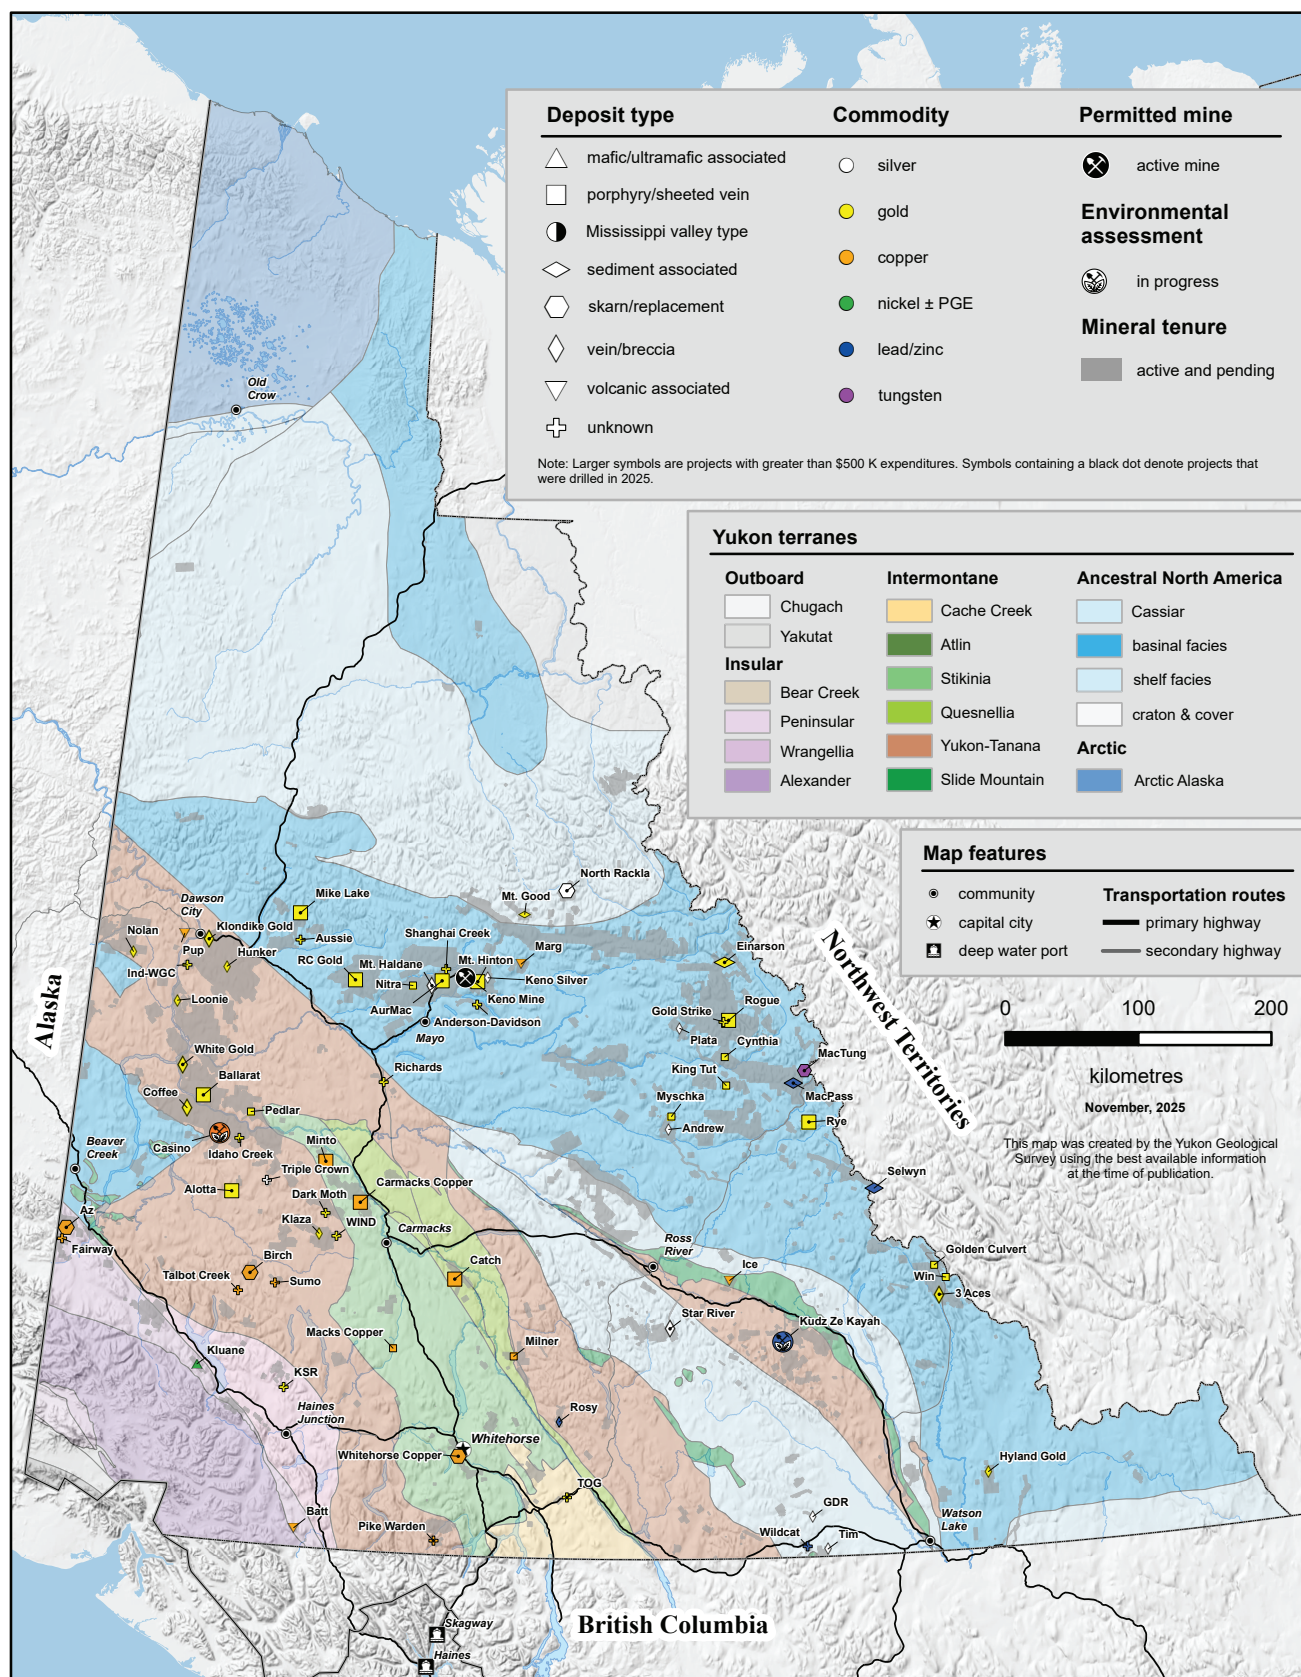 Deposit type
mafic/ultramafic associated
porphyry/sheeted vein
Mississippi valley type
sediment associated
skarn/replacement
vein/breccia
volcanic associated
unknown
Commodity
silver
gold
copper
nickel ± PGE
lead/zinc
tungsten
Permitted mine
active mine
Environmental
assessment
in progress
Mineral tenure
active and pending
Note: Larger symbols are projects with greater than $500 K expenditures. Symbols containing a black dot denote projects that
were drilled in 2025.
Yukon terranes
Outboard
Chugach
Yakutat
Insular
Bear Creek
Peninsular
Wrangellia
Alexander
Intermontane
Cache Creek
Atlin
Stikinia
Quesnellia
Yukon-Tanana
Slide Mountain
Ancestral North America
Cassiar
basinal facies
shelf facies
craton & cover
Arctic
Arctic Alaska
Map features
community
capital city
deep water port
Transportation routes
primary highway
secondary highway
0
100
200
kilometres
November, 2025
This map was created by the Yukon Geological
Survey using the best available information
at the time of publication.
Alaska
Northwest Territories
British Columbia
Old
Crow
North Rackla
Mt. Good
Mike Lake
Dawson
City
Klondike Gold
Nolan
Pup
Aussie
Shanghai Creek
Marg
Einarson
Hunker
Ind-WGC
RC Gold
Mt. Haldane
Mt. Hinton
Keno Silver
Nitra
Keno Mine
AurMac
Anderson-Davidson
Mayo
Loonie
Rogue
Gold Strike
Plata
Cynthia
MacTung
White Gold
Richards
King Tut
MacPass
Ballarat
Coffee
Pedlar
Myschka
Andrew
Rye
Casino
Idaho Creek
Minto
Beaver
Creek
Triple Crown
Selwyn
Alotta
Dark Moth
Carmacks Copper
Az
Klaza
WIND
Carmacks
Fairway
Ross
River
Golden Culvert
Birch
Catch
Ice
Win
Talbot Creek
Sumo
3 Aces
Star River
Kudz Ze Kayah
Macks Copper
Milner
Kluane
KSR
Haines
Junction
Rosy
Whitehorse
Whitehorse Copper
Hyland Gold
TOG
GDR
Batt
Pike Warden
Wildcat
Tim
Watson
Lake
Skagway
Haines